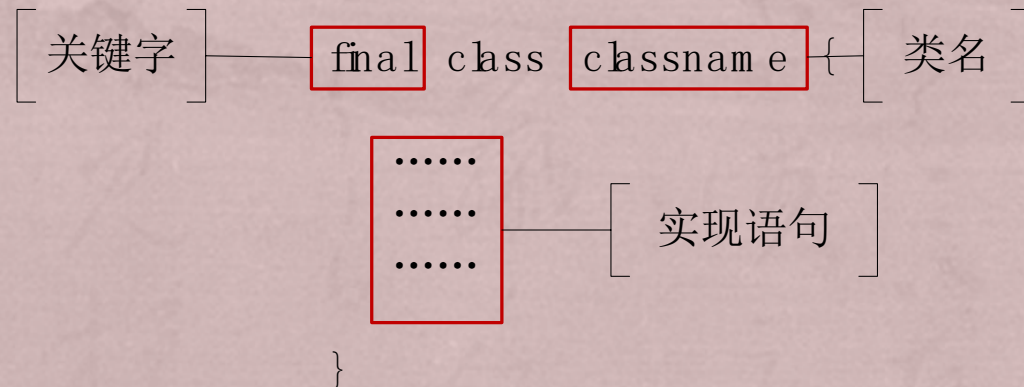 关键字 final class classname { 类名
......
......
实现语句
......
}